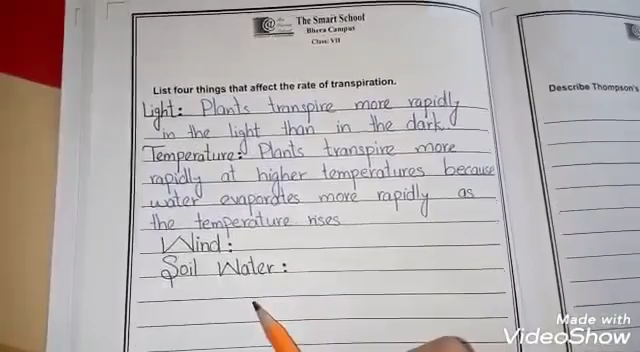 The Smart School
Bhera Campus
Class: VII
List four things that affect the rate of transpiration.
Light: Plants transpire more rapidly
in the light than in the dark.
Temperature: Plants transpire more
rapidly at higher temperatures because
water evaporates more rapidly as
the temperature rises
Wind:
Soil Water:
Describe Thompson's
Made with
VideoShow